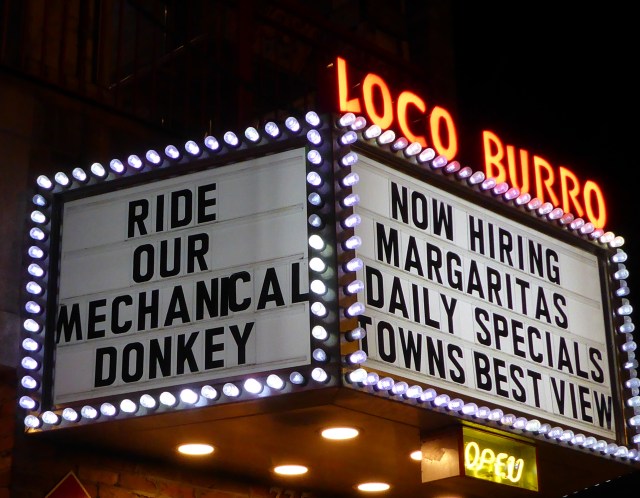 LOCO BURRO
RIDE
OUR
MECHANICAL
DONKEY
NOW HIRING
MARGARITAS
DAILY SPECIALS
TOWNS BEST VIEW
OPEN